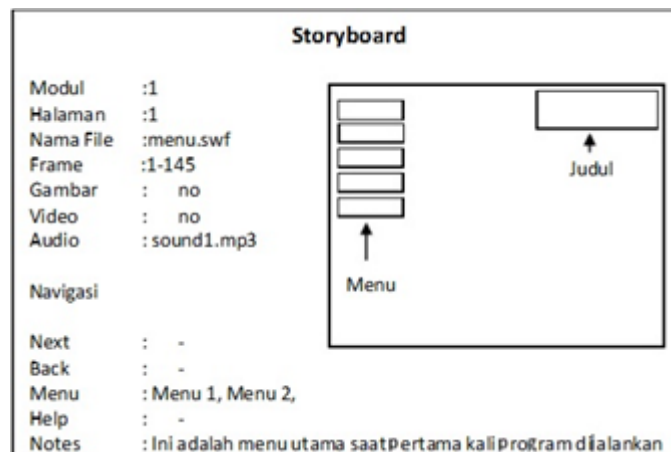 Storyboard
Modul :1
Halaman :1
Nama File :menu.swf
Frame :1-145
Gambar : no
Video : no
Audio : sound1.mp3
Judul
Menu
Navigasi
Next : -
Back : -
Menu : Menu 1, Menu 2,
Help : -
Notes : Ini adalah menu utama saat pertama kali program dijalankan